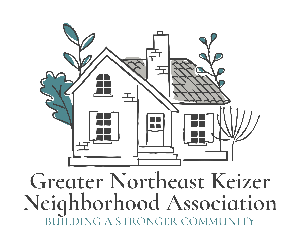 Greater Northeast Keizer
Neighborhood Association
BUILDING A STRONGER COMMUNITY